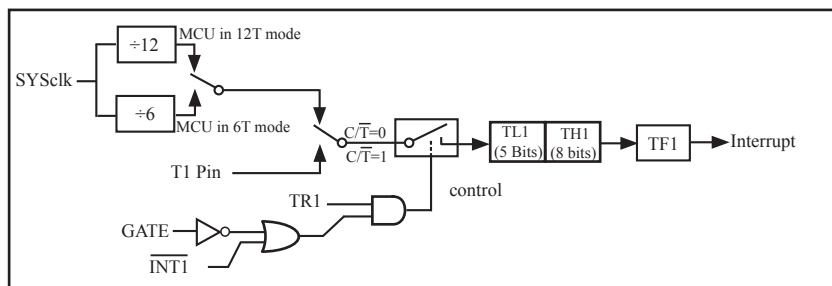 ÷12
MCU in 12T mode
SYSclk
÷6
MCU in 6T mode
C/T̅=0
C/T̅=1
T1 Pin
TL1
(5 Bits)
TH1
(8 bits)
TF1
Interrupt
control
TR1
GATE
I̅N̅T̅1̅